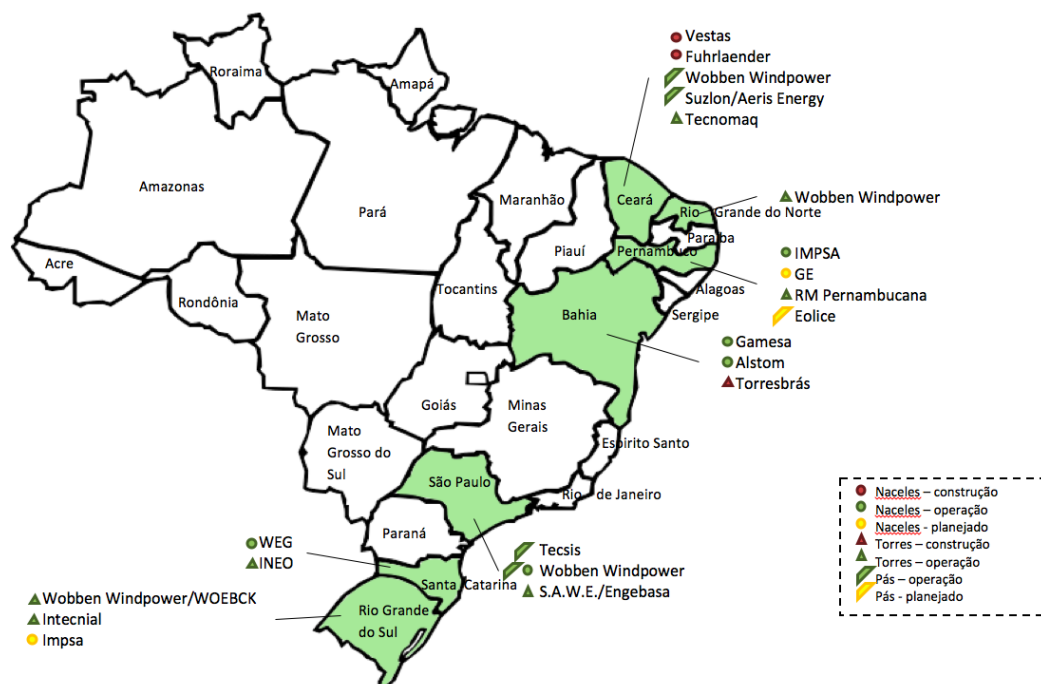 Vestas
Fuhrlaender
Wobben Windpower
Suzlon/Aeris Energy
Tecnomaq
Roraima
Amapá
Amazonas
Pará
Maranhão
Ceará
Wobben Windpower
Rio Grande do Norte
Paraíba
Piauí
Pernambuco
IMPSA
GE
RM Pernambucana
Eolice
Acre
Rondônia
Tocantins
Alagoas
Sergipe
Mato
Grosso
Bahia
Gamesa
Alstom
Torresbrás
Goiás
Minas
Gerais
Mato
Grosso do
Sul
Espirito Santo
São Paulo
Rio de Janeiro
Paraná
Naceles – construção
Naceles – operação
Naceles - planejado
Torres – construção
Torres – operação
Pás – operação
Pás - planejado
WEG
INEO
Tecsis
Wobben Windpower
S.A.W.E./Engebasa
Santa Catarina
Wobben Windpower/WOEBCK
Intecnial
Impsa
Rio Grande
do Sul